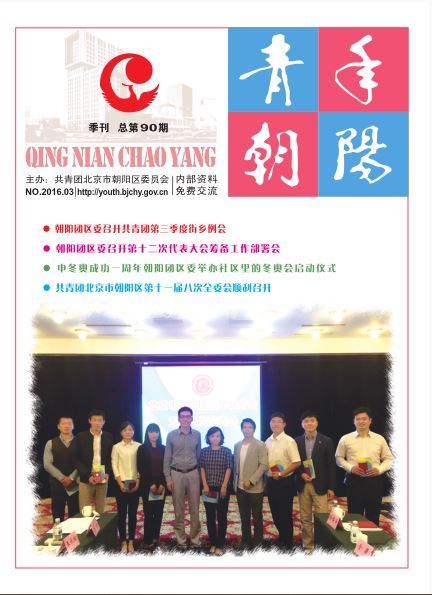 青年
朝陽
季刊 总第90期
QING NIAN CHAO YANG
主办：共青团北京市朝阳区委员会 内部资料
NO.2016.03 http://youth.bjchy.gov.cn 免费交流
● 朝阳团区委召开共青团第三季度街乡例会
● 朝阳团区委召开第十二次代表大会筹备工作部署会
● 申冬奥成功一周年朝阳团区委举办社区里的冬奥会启动仪式
● 共青团北京市朝阳区第十一届八次全委会顺利召开